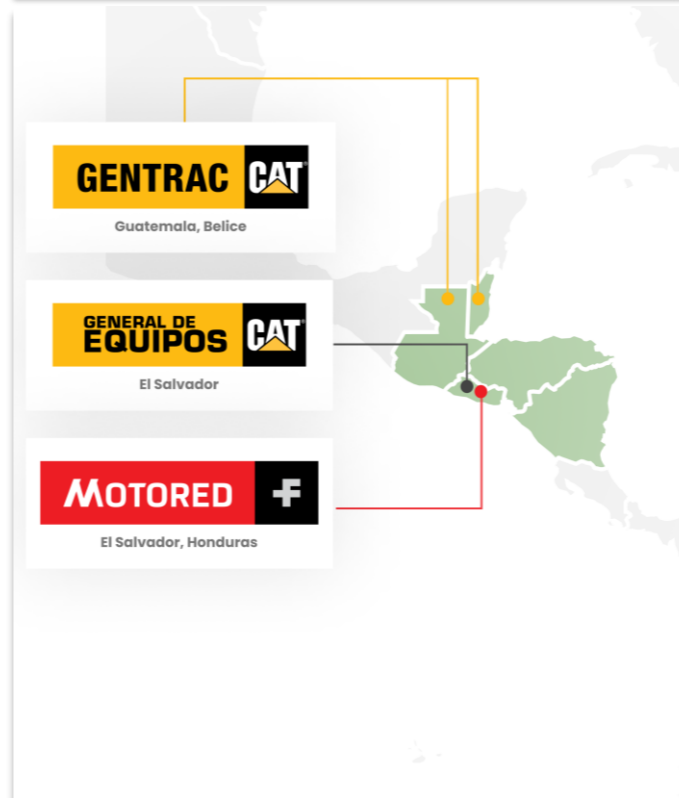 GENTRAC CAT
Guatemala, Belice
GENERAL DE
EQUIPOS CAT
El Salvador
MOTORED
El Salvador, Honduras